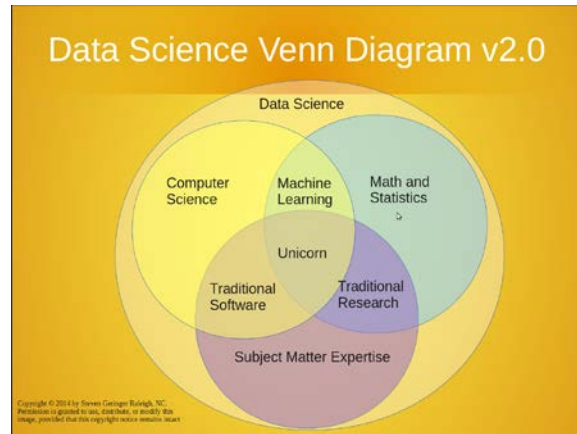 Data Science Venn Diagram v2.0
Data Science
Computer
Science
Machine
Learning
Math and
Statistics
Unicorn
Traditional
Software
Traditional
Research
Subject Matter Expertise
Copyright © 2014 by Steven Geringer Raleigh, NC.
Permission is granted to use, distribute, or modify this
image, provided that this copyright notice remains intact